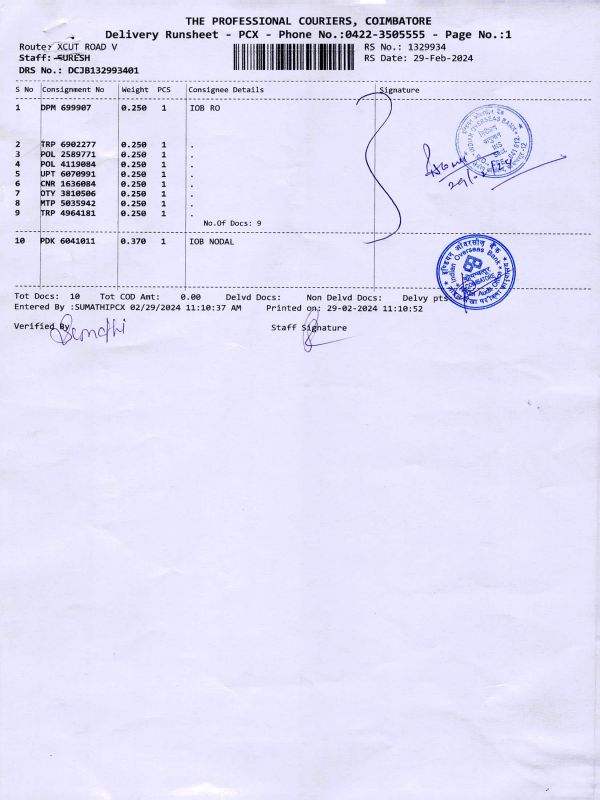 THE PROFESSIONAL COURIERS, COIMBATORE
Delivery Runsheet - PCX - Phone No.:0422-3505555 - Page No.:1
Route: XCUT ROAD V RS No.: 1329934
Staff: SURESH RS Date: 29-Feb-2024
DRS No.: DCJB132993401
S No Consignment No Weight PCS Consignee Details Signature
1 DPM 699907 0.250 1 IOB RO
2 TRP 6902277 0.250 1 .
3 POL 2589771 0.250 1 .
4 POL 4119084 0.250 1 .
5 UPT 6070991 0.250 1 .
6 CNR 1636084 0.250 1 .
7 OTY 3810506 0.250 1 .
8 MTP 5035942 0.250 1 .
9 TRP 4964181 0.250 1 .
No.Of Docs: 9
10 PDK 6041011 0.370 1 IOB NODAL
Indian Overseas Bank
COIMBATORE
Tot Docs: 10 Tot COD Amt: 0.00 Delvd Docs: Non Delvd Docs: Delvy pts
Entered By :SUMATHIPCX 02/29/2024 11:10:37 AM Printed on: 29-02-2024 11:10:52
Verified By Staff Signature
Sumathi